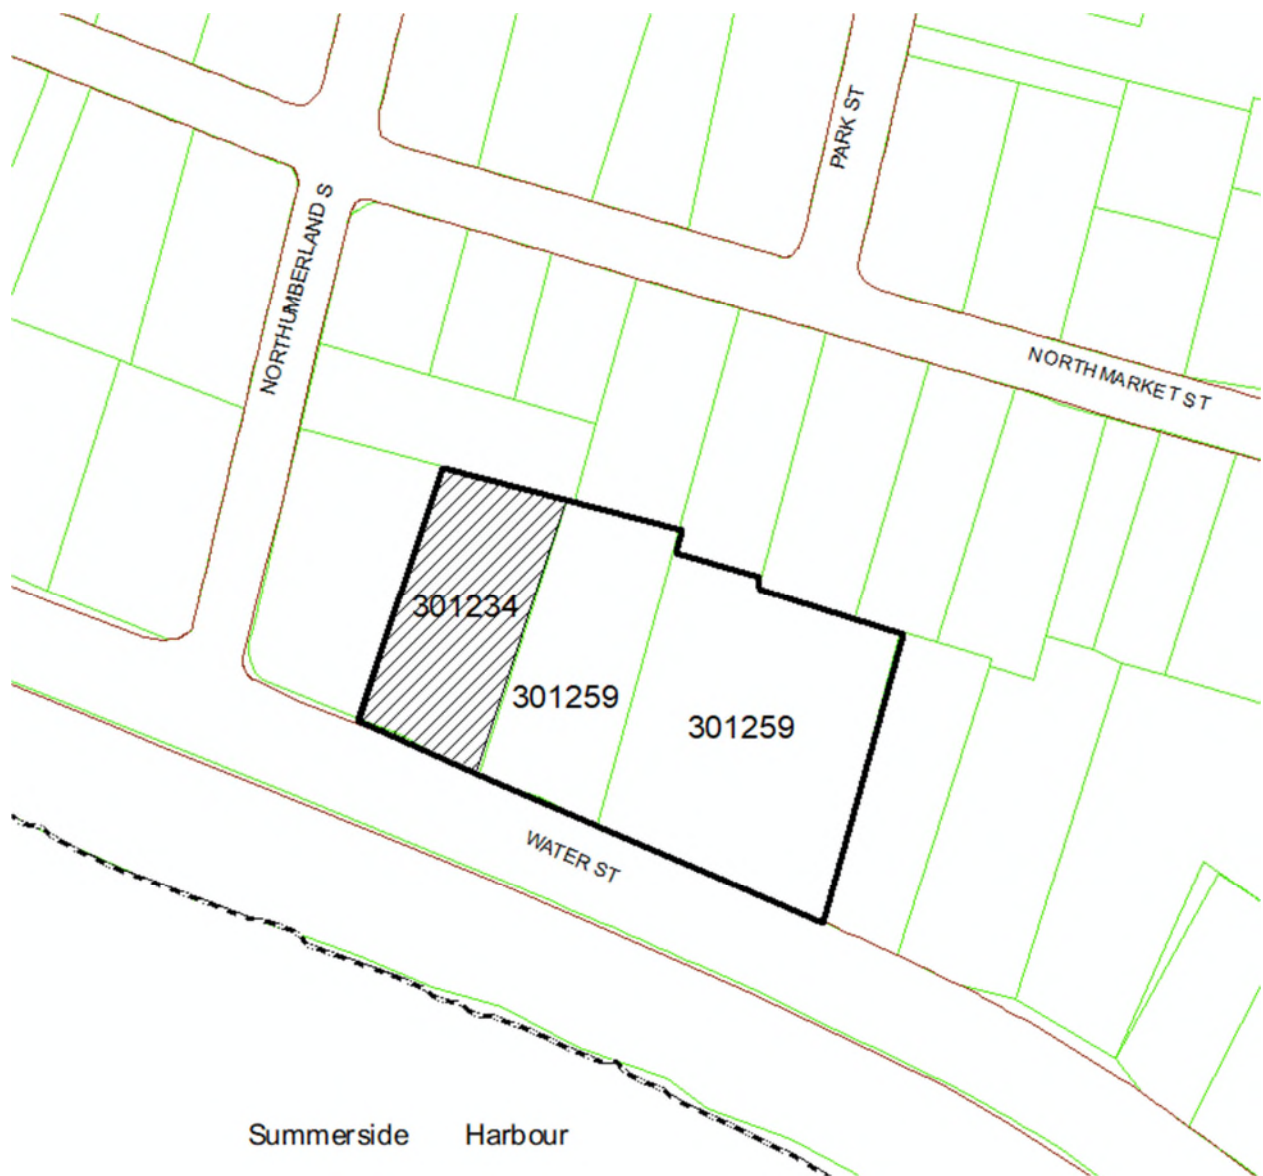 PARK ST
NORTHUMBERLAND S
NORTH MARKET ST
301234
301259
301259
WATER ST
Summerside Harbour